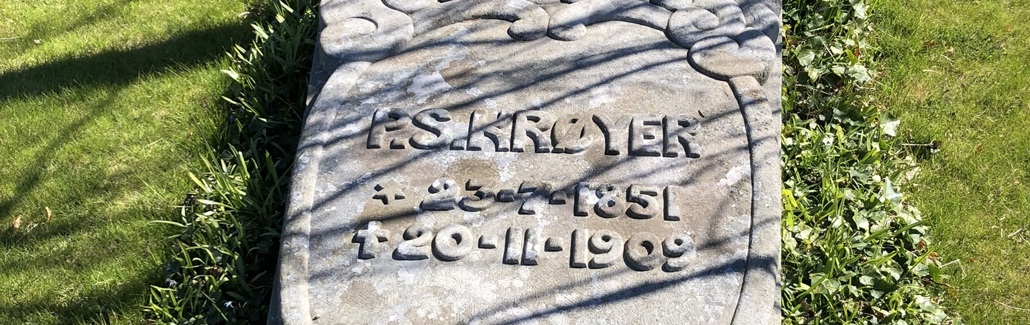 P.S.KRØYER
÷ 23-7-1851
† 20-11-1909